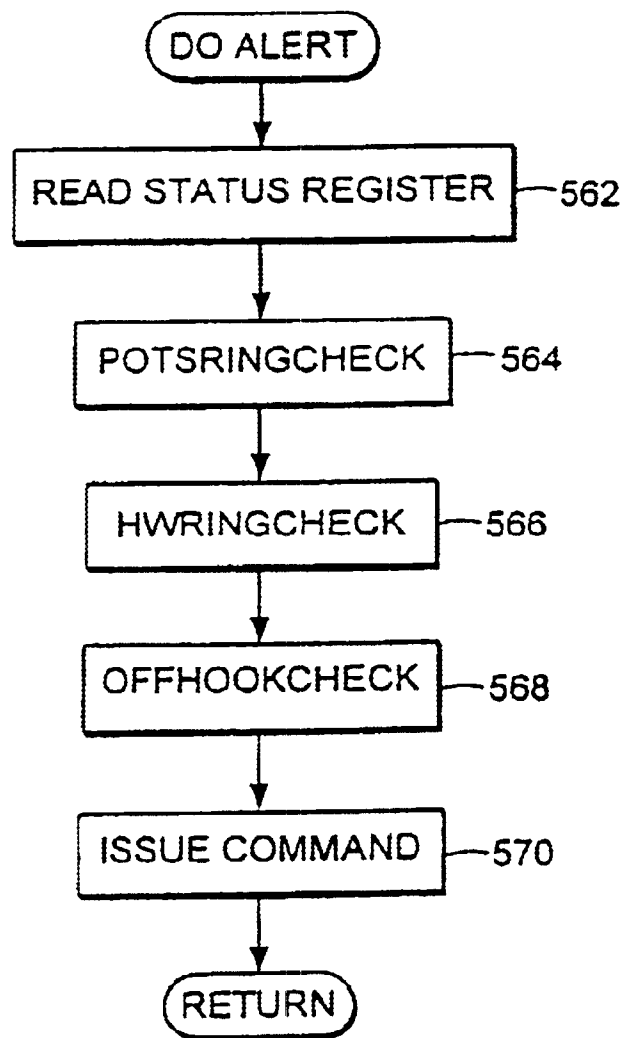 DO ALERT
READ STATUS REGISTER
562
POTSRINGCHECK
564
HWRINGCHECK
566
OFFHOOKCHECK
568
ISSUE COMMAND
570
RETURN